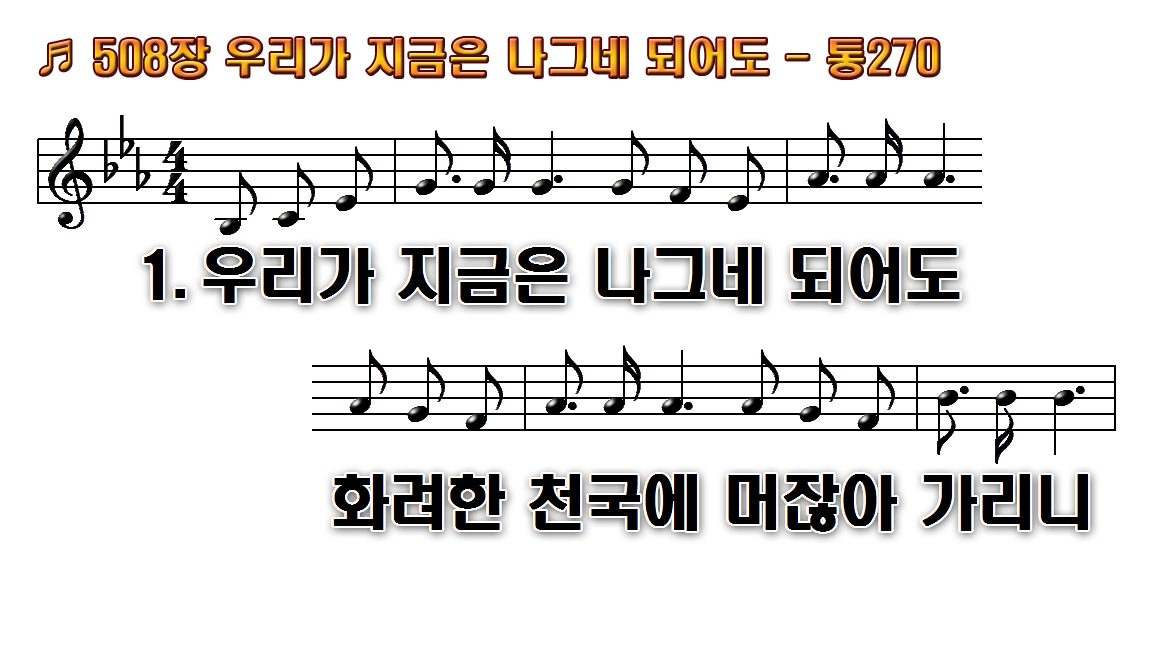 ♬ 508장 우리가 지금은 나그네 되어도 - 통270
4
4
1. 우리가 지금은 나그네 되어도
화려한 천국에 머잖아 가리니